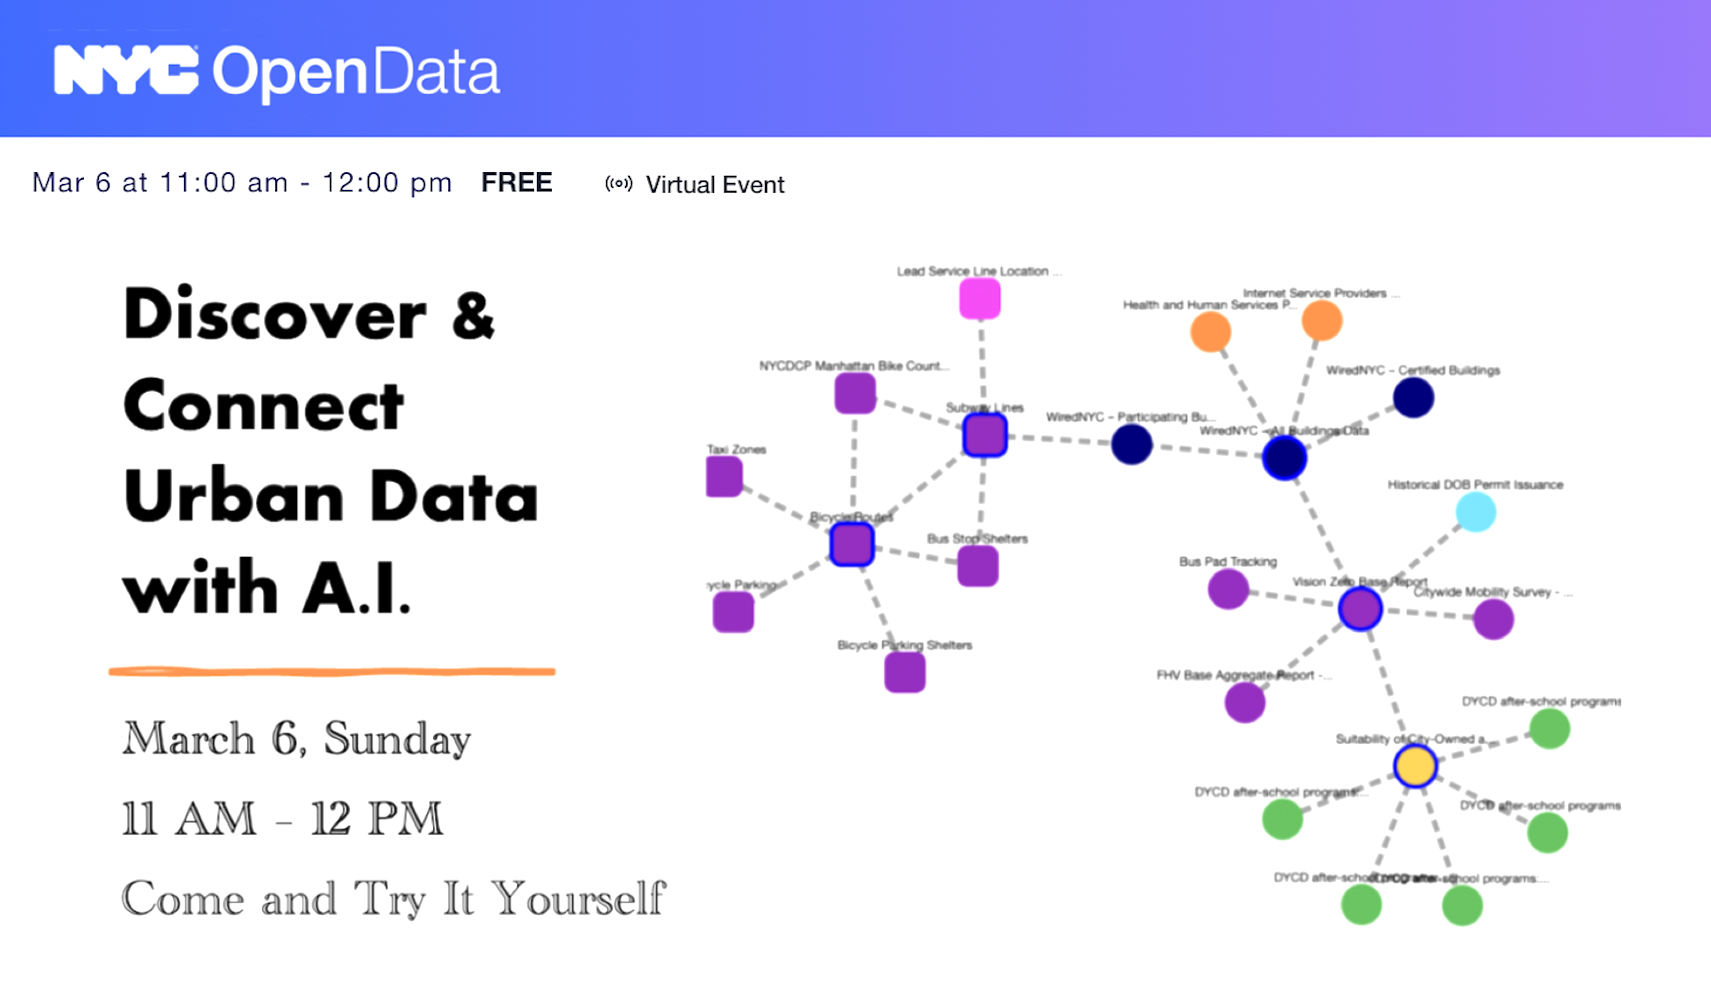 NYC OpenData
Mar 6 at 11:00 am - 12:00 pm FREE Virtual Event
Discover &
Connect
Urban Data
with A.I.
March 6, Sunday
11 AM - 12 PM
Come and Try It Yourself
Lead Service Line Location ...
NYCDCP Manhattan Bike Count...
Subway Lines
Taxi Zones
Bicycle Routes
Bus Stop Shelters
ycle Parking
Bicycle Parking Shelters
WiredNYC - Participating Bu...
Health and Human Services P...
Internet Service Providers ...
WiredNYC - Certified Buildings
WiredNYC - All Buildings Data
Historical DOB Permit Issuance
Bus Pad Tracking
Vision Zero Base Report
Citywide Mobility Survey - ...
FHV Base Aggregate Report -...
DYCD after-school programs
Suitability of City-Owned a...
DYCD after-school programs:...
DYCD after-school programs
DYCD after-school
school programs:...